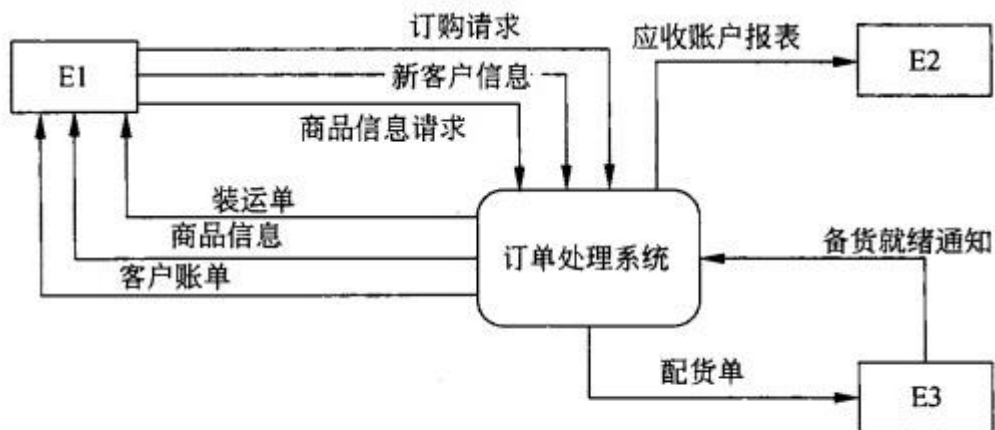 订购请求
应收账户报表
E1
新客户信息
E2
商品信息请求
装运单
商品信息
备货就绪通知
订单处理系统
客户账单
配货单
E3